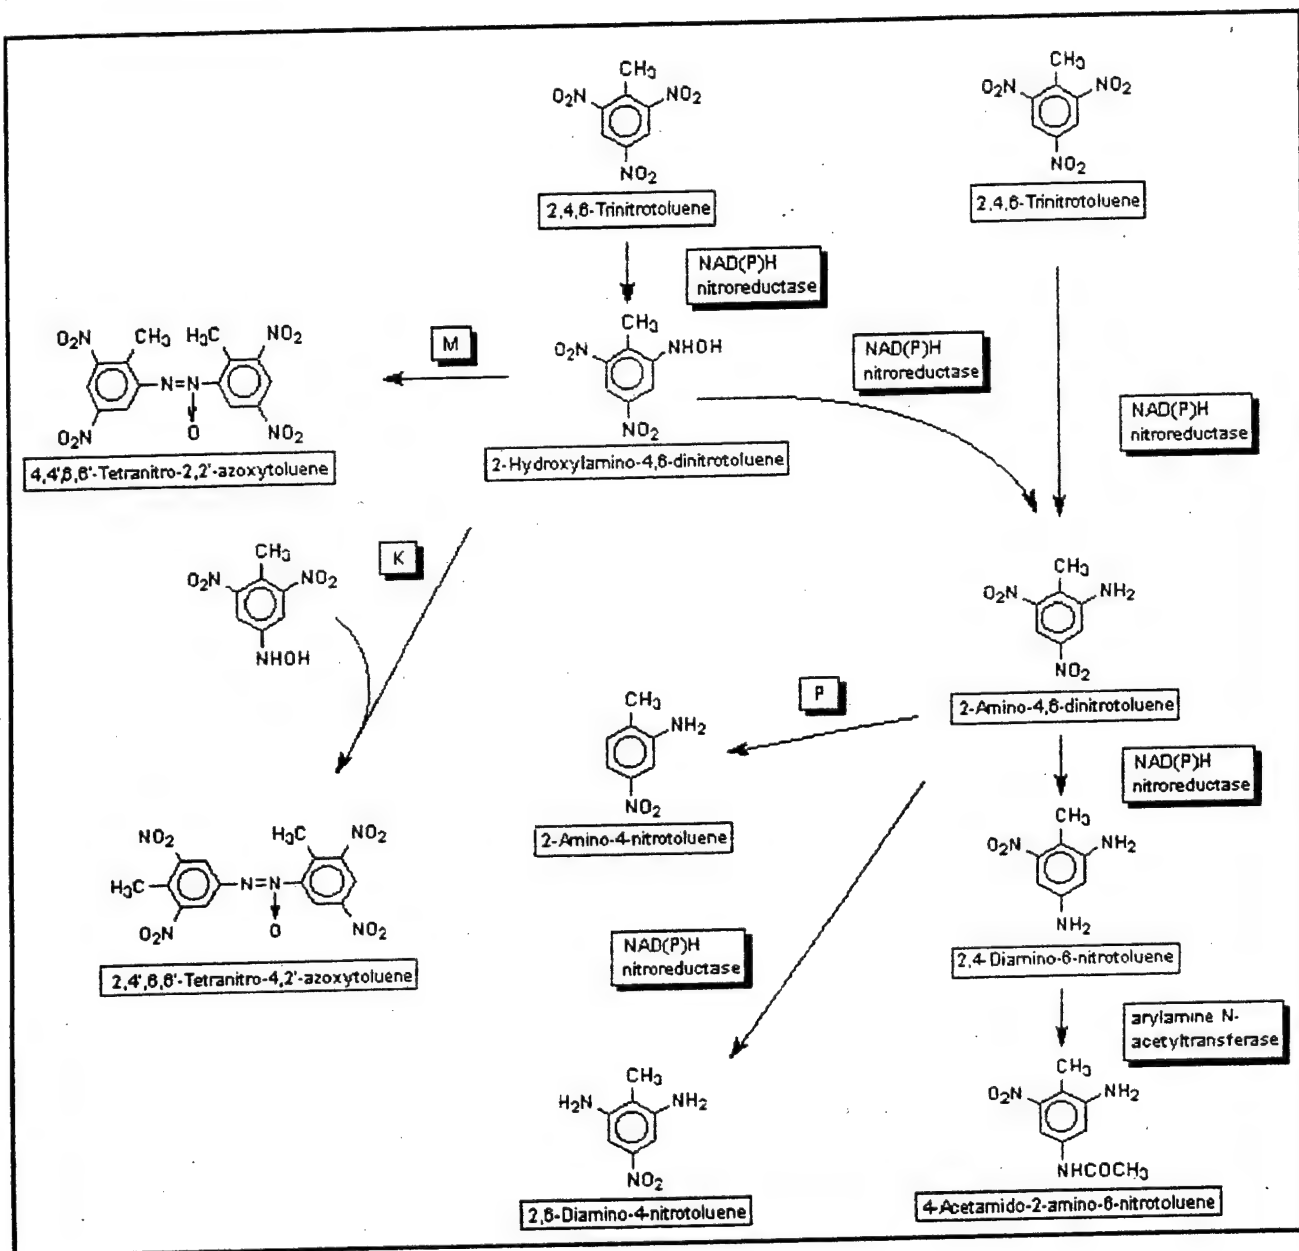 CH3
O2N
NO2
NO2
2,4,6-Trinitrotoluene
CH3
O2N
NO2
NO2
2,4,6-Trinitrotoluene
NAD(P)H
nitroreductase
O2N
CH3
H3C
NO2
N=N
O2N
O
NO2
4,4'6,6'-Tetranitro-2,2'-azoxytoluene
M
CH3
O2N
NHOH
NO2
2-Hydroxylamino-4,6-dinitrotoluene
NAD(P)H
nitroreductase
NAD(P)H
nitroreductase
CH3
O2N
NO2
NHOH
K
CH3
O2N
NH2
NO2
2-Amino-4,6-dinitrotoluene
P
CH3
NH2
NO2
2-Amino-4-nitrotoluene
NAD(P)H
nitroreductase
NO2
H3C
N=N
O2N
O
H3C
NO2
NO2
2,4',6,6'-Tetranitro-4,2'-azoxytoluene
CH3
O2N
NH2
NH2
2,4-Diamino-6-nitrotoluene
NAD(P)H
nitroreductase
arylamine N-
acetyltransferase
CH3
H2N
NH2
NO2
2,6-Diamino-4-nitrotoluene
CH3
O2N
NH2
NHCOCH3
4-Acetamido-2-amino-6-nitrotoluene